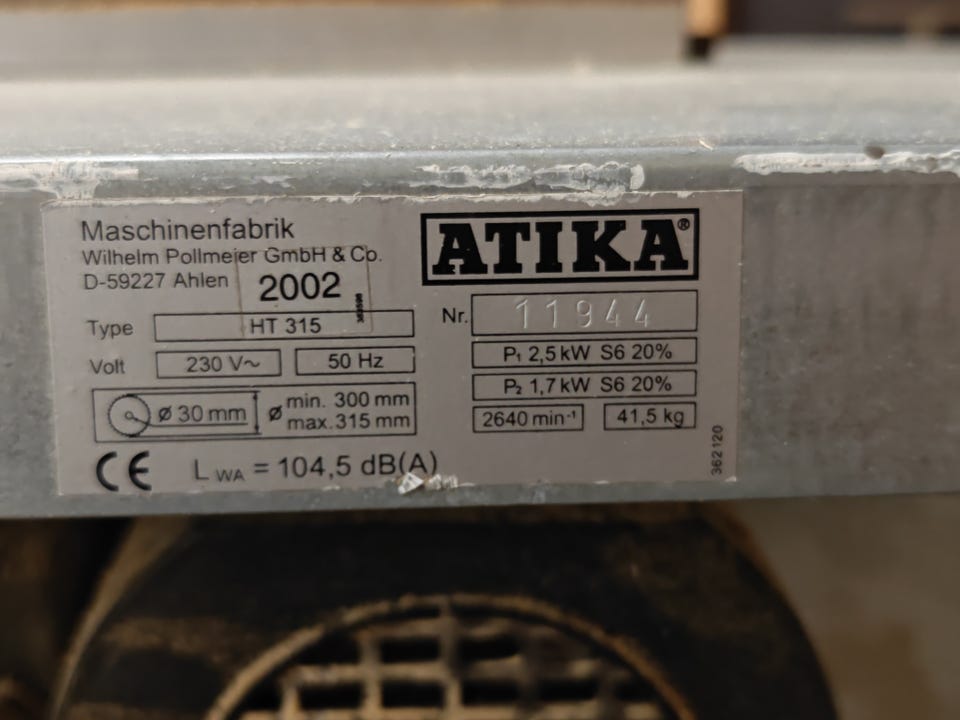 Maschinenfabrik
Wilhelm Pollmeier GmbH & Co.
D-59227 Ahlen
2002
ATIKA®
Type HT 315
Nr. 11944
Volt 230 V~ 50 Hz
P1 2,5 kW S6 20%
P2 1,7 kW S6 20%
ø 30 mm ø min. 300 mm
max. 315 mm
2640 min-1 41,5 kg
CE LWA = 104,5 dB(A)
362120